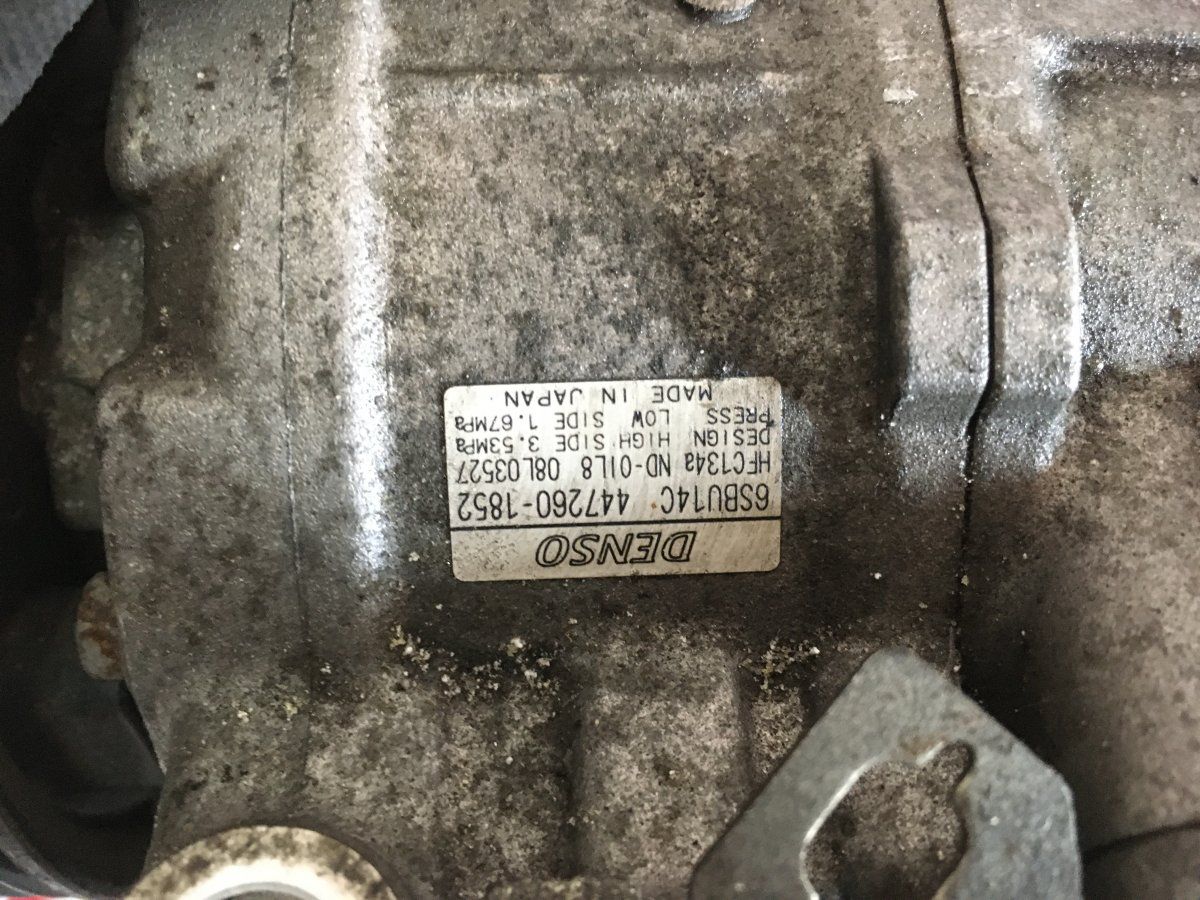 DENSO
6SBU14C 447260-1852
HFC134a ND-OIL8 08L03527
DESIGN HIGH SIDE 3.53MPa
PRESS LOW SIDE 1.67MPa
MADE IN JAPAN